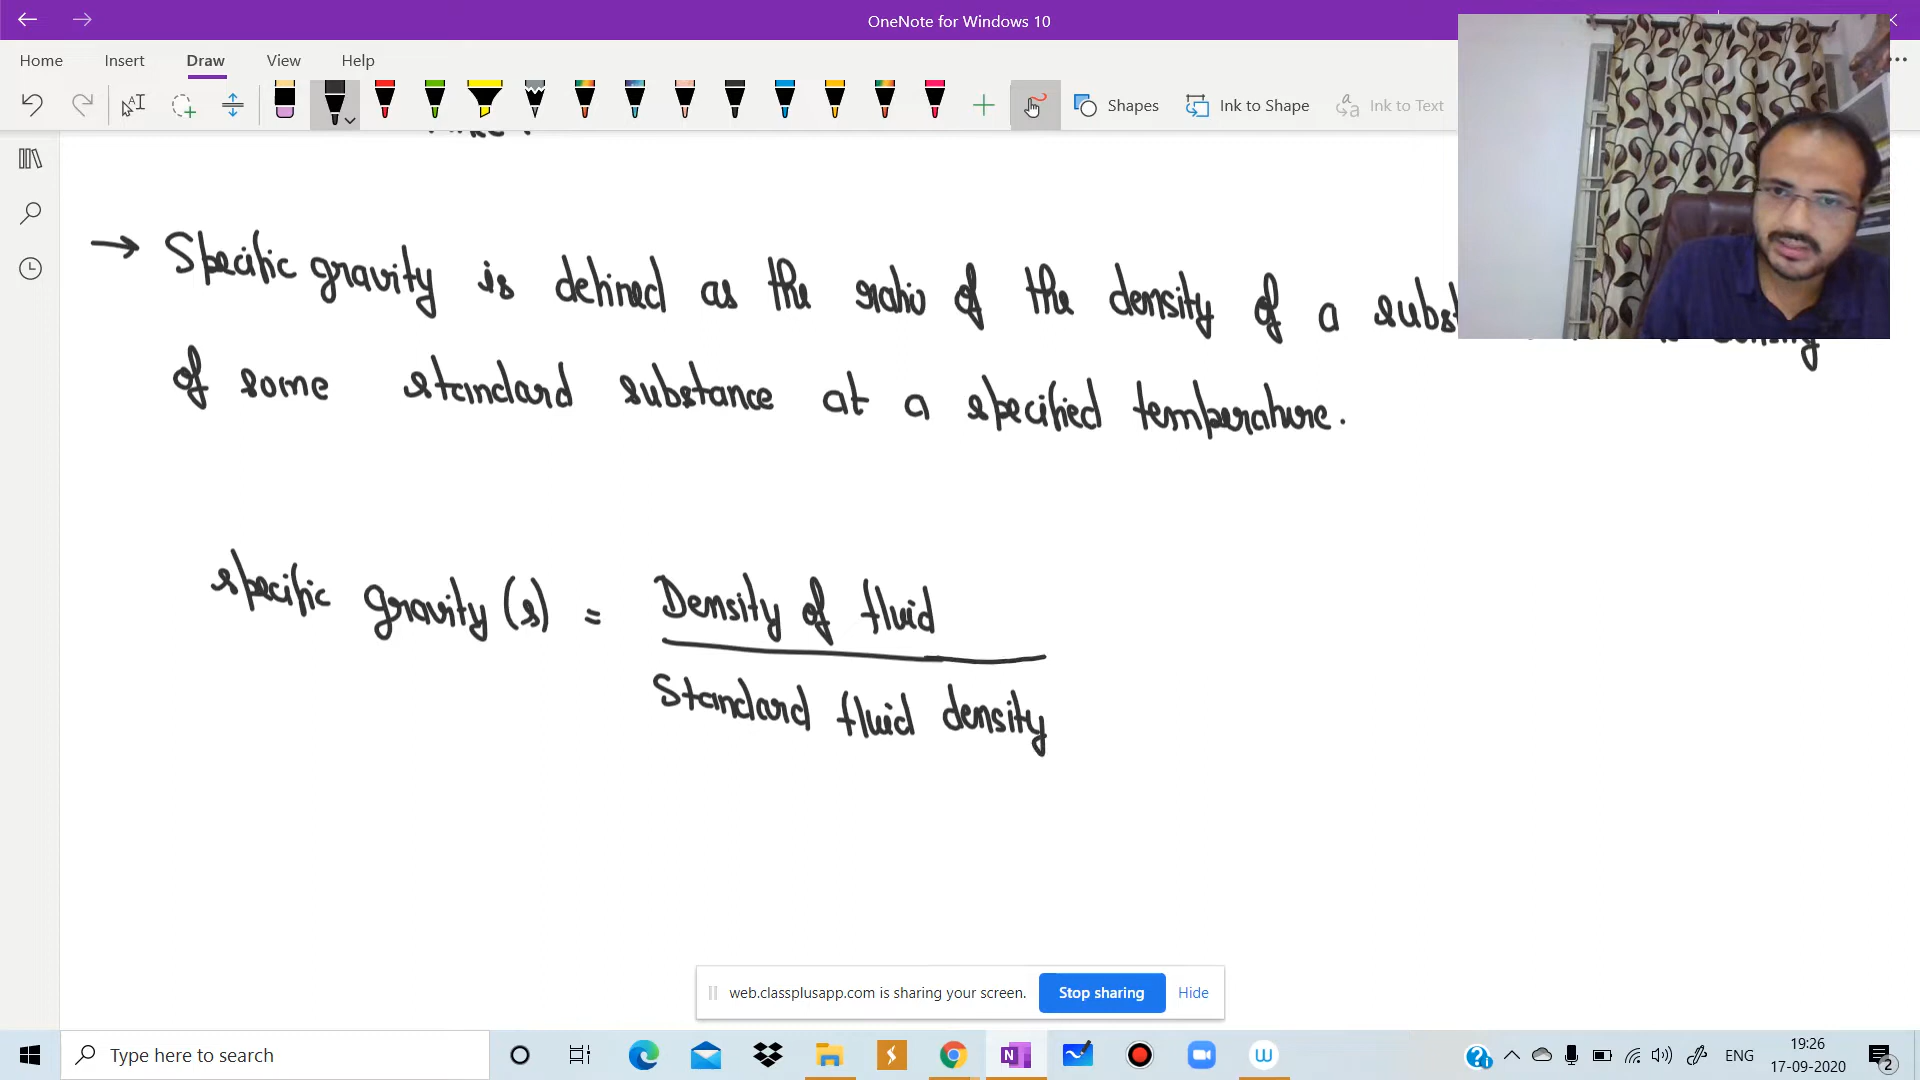 OneNote for Windows 10
Home Insert Draw View Help
Shapes Ink to Shape Ink to Text
→ Specific gravity is defined as the ratio of the density of a subst density
of some standard substance at a specified temperature.
specific gravity (s) = Density of fluid
Standard fluid density
web.classplusapp.com is sharing your screen. Stop sharing Hide
Type here to search
ENG
19:26
17-09-2020
2